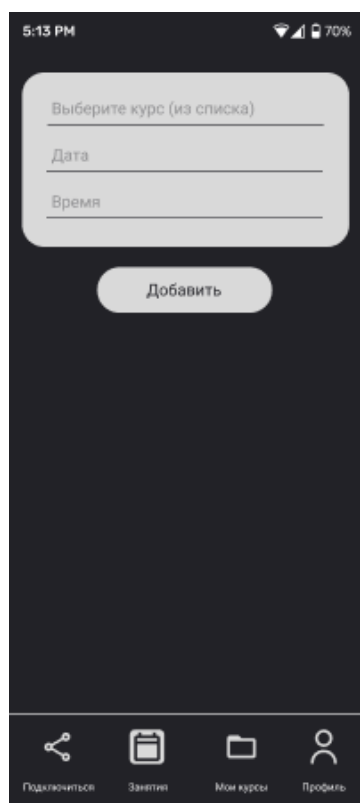 5:13 PM 70%
Выберите курс (из списка)
Дата
Время
Добавить
Подключиться Занятия Мои курсы Профиль